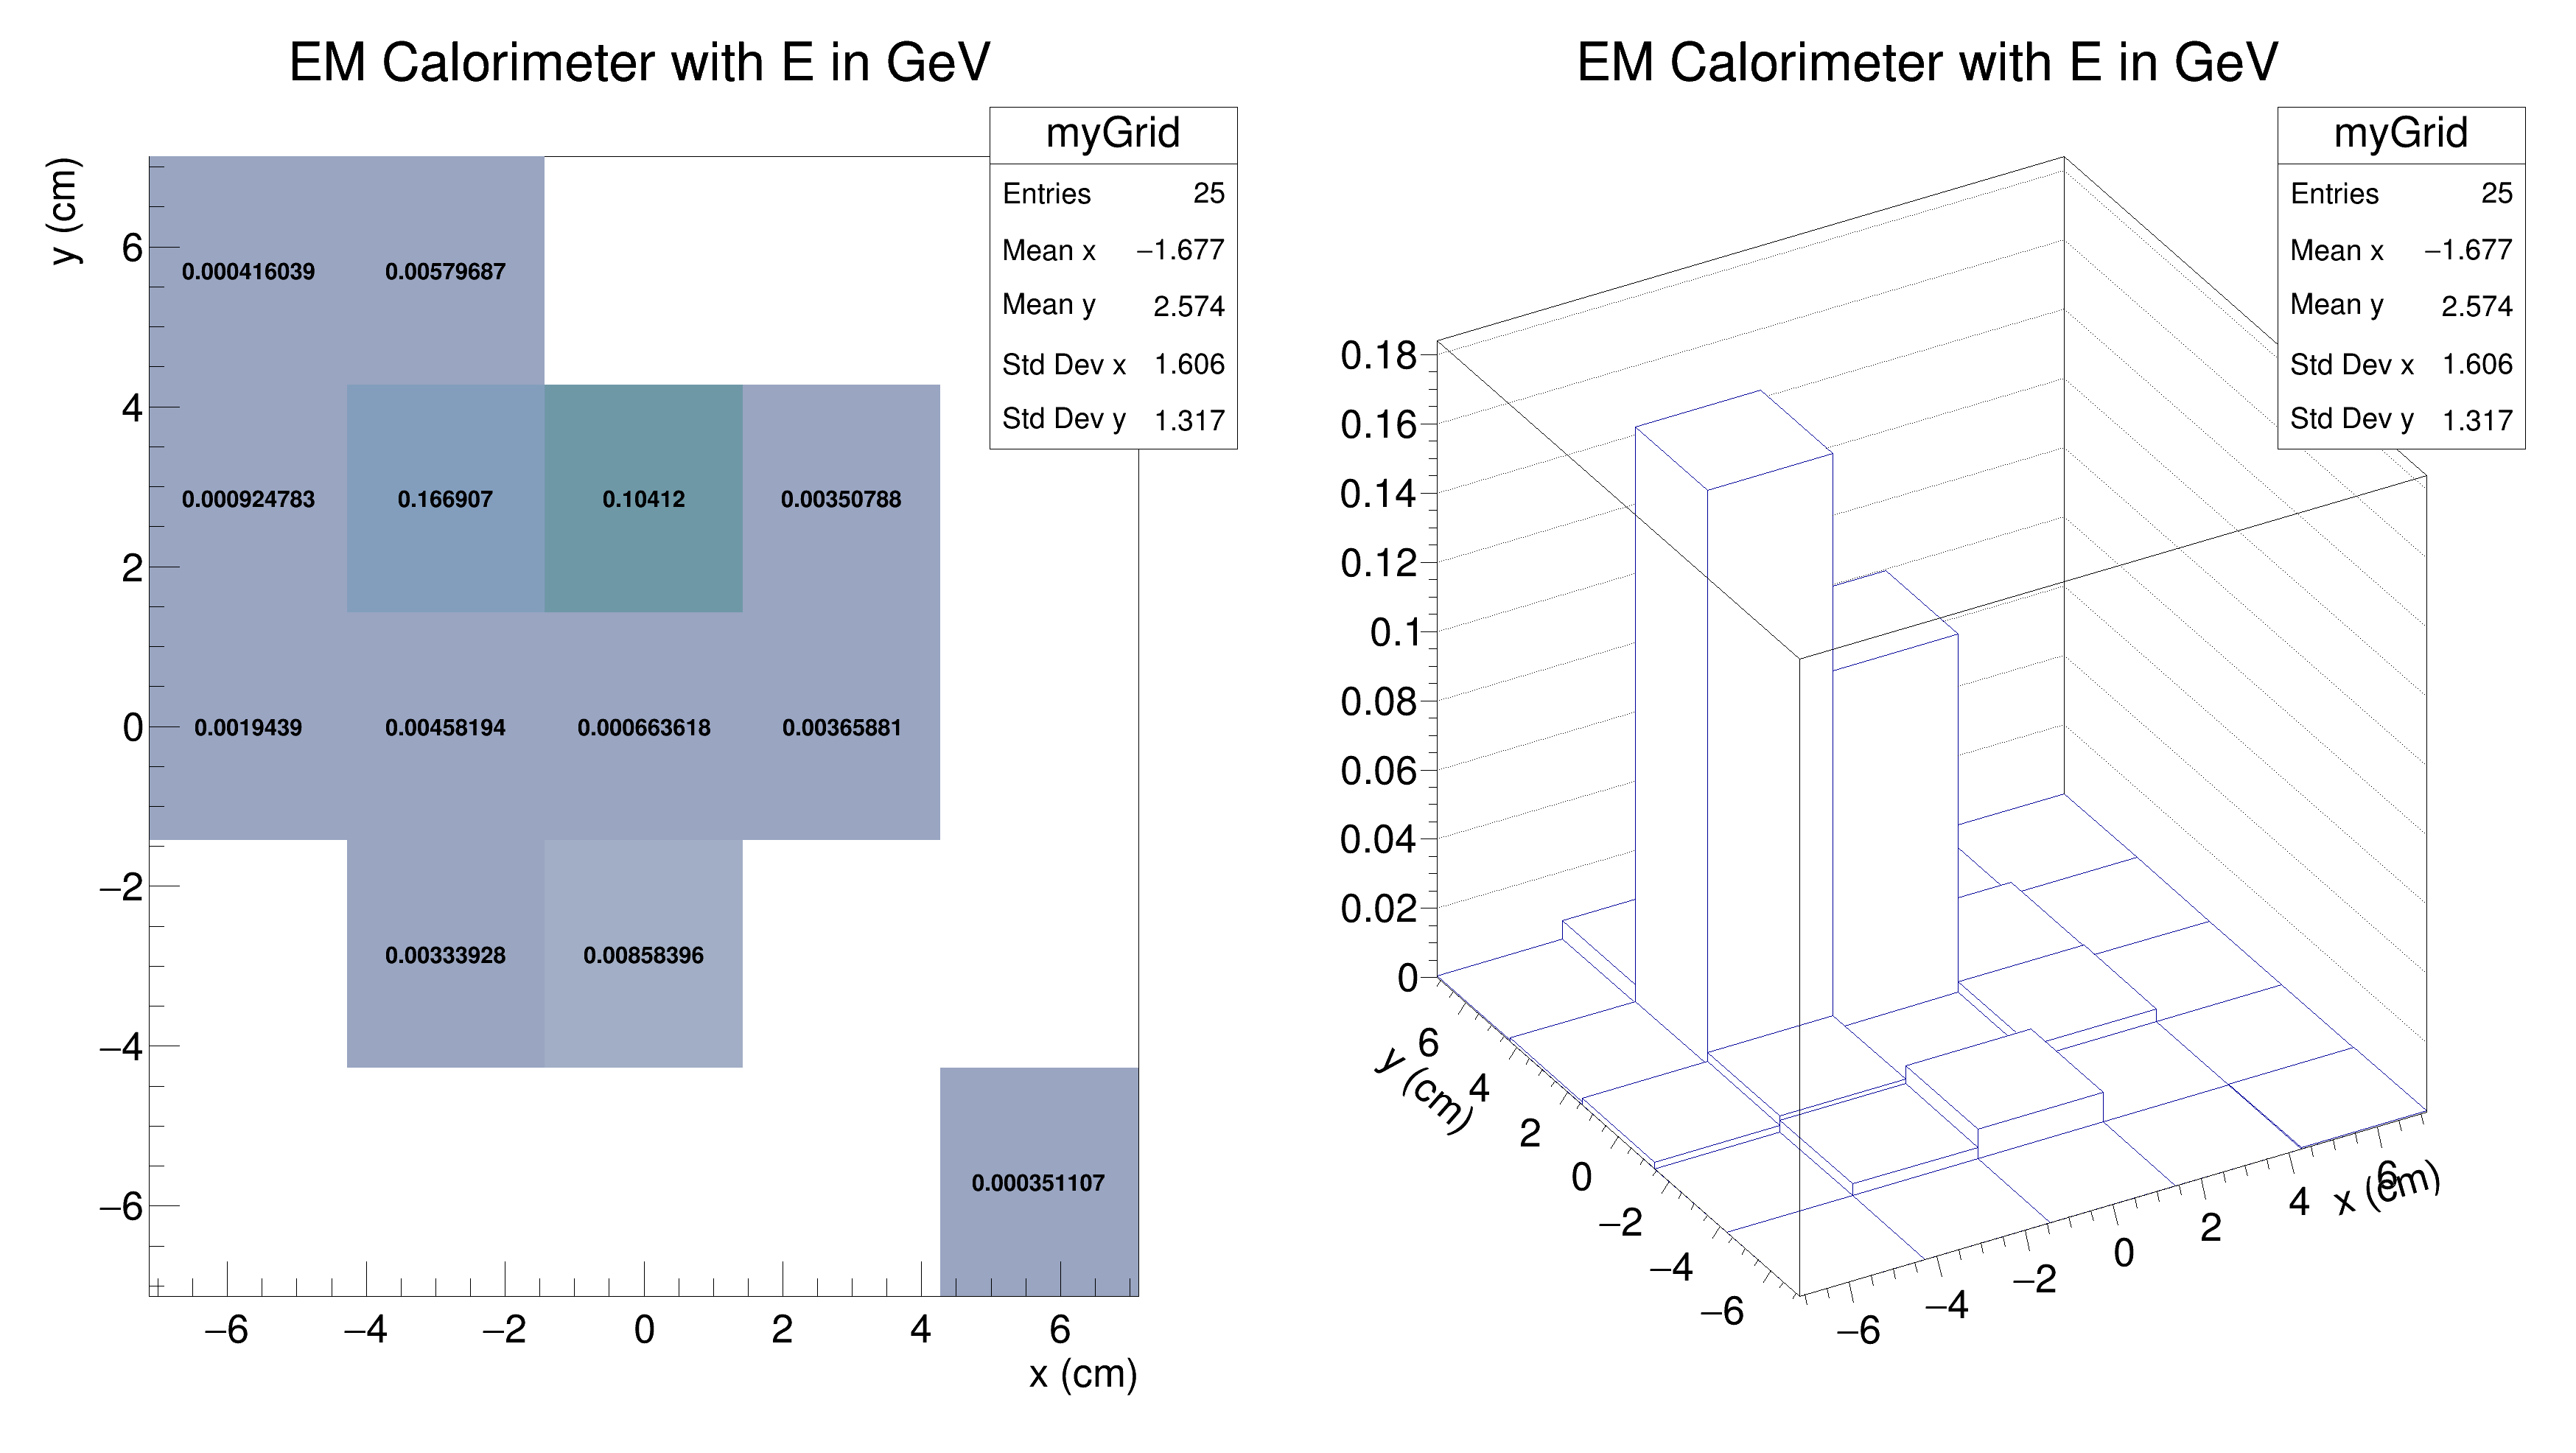 EM Calorimeter with E in GeV
myGrid
Entries 25
Mean x −1.677
Mean y 2.574
Std Dev x 1.606
Std Dev y 1.317
y (cm)
6
4
2
0
−2
−4
−6
0.000416039 0.00579687
0.000924783 0.166907 0.10412 0.00350788
0.0019439 0.00458194 0.000663618 0.00365881
0.00333928 0.00858396
0.000351107
−6 −4 −2 0 2 4 6
x (cm)
EM Calorimeter with E in GeV
myGrid
Entries 25
Mean x −1.677
Mean y 2.574
Std Dev x 1.606
Std Dev y 1.317
0.18
0.16
0.14
0.12
0.1
0.08
0.06
0.04
0.02
0
6
4
2
0
−2
−4
−6
y (cm)
−6 −4 −2 0 2 4 6
x (cm)